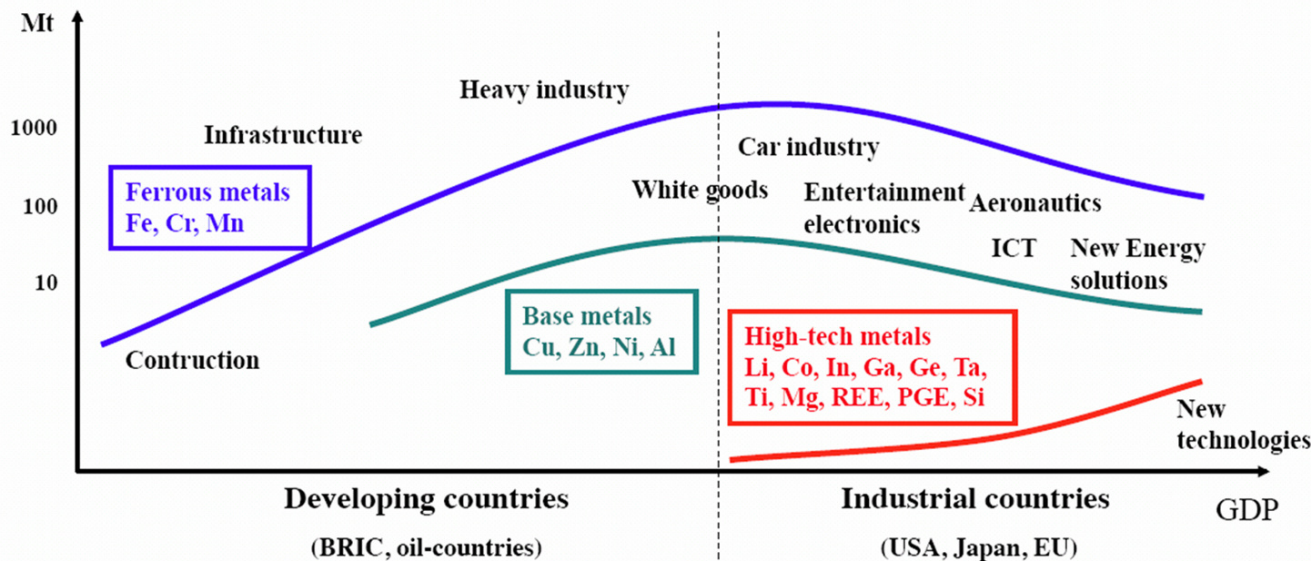 Mt
1000
100
10
Heavy industry
Infrastructure
Car industry
Ferrous metals
Fe, Cr, Mn
White goods
Entertainment
electronics
Aeronautics
ICT
New Energy
solutions
Base metals
Cu, Zn, Ni, Al
High-tech metals
Li, Co, In, Ga, Ge, Ta,
Ti, Mg, REE, PGE, Si
Contruction
New
technologies
Developing countries
(BRIC, oil-countries)
Industrial countries
(USA, Japan, EU)
GDP